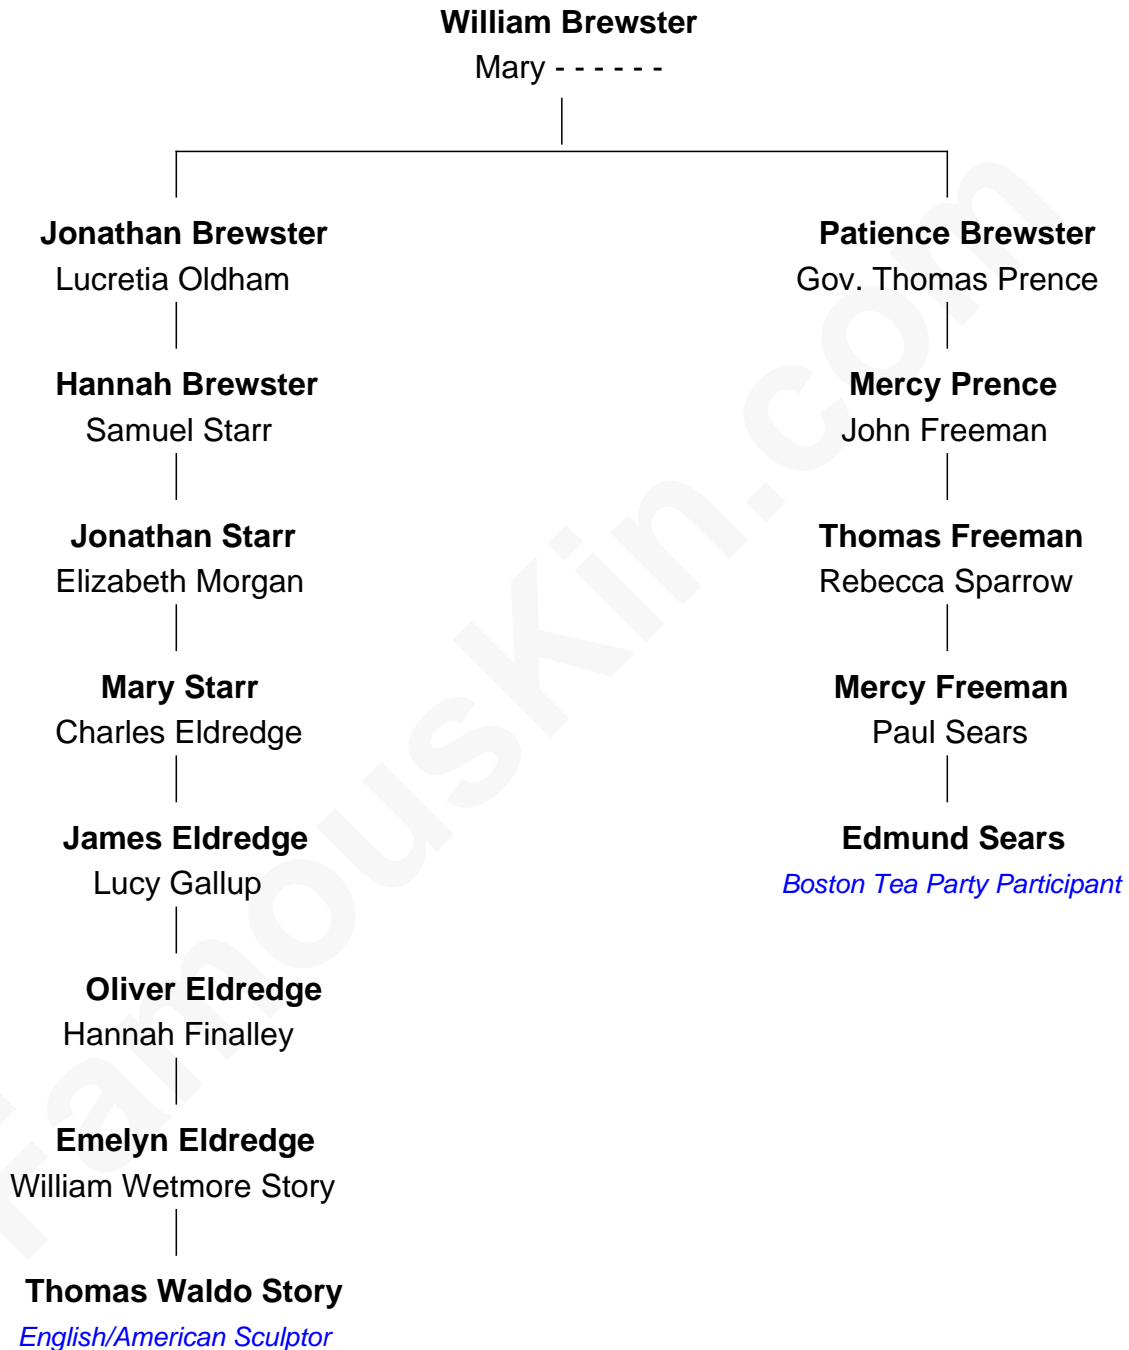 William Brewster
Mary - - - - - -
Jonathan Brewster
Lucretia Oldham
Hannah Brewster
Samuel Starr
Jonathan Starr
Elizabeth Morgan
Mary Starr
Charles Eldredge
James Eldredge
Lucy Gallup
Oliver Eldredge
Hannah Finalley
Emelyn Eldredge
William Wetmore Story
Thomas Waldo Story
English/American Sculptor
Patience Brewster
Gov. Thomas Prence
Mercy Prence
John Freeman
Thomas Freeman
Rebecca Sparrow
Mercy Freeman
Paul Sears
Edmund Sears
Boston Tea Party Participant
FamousKin.com